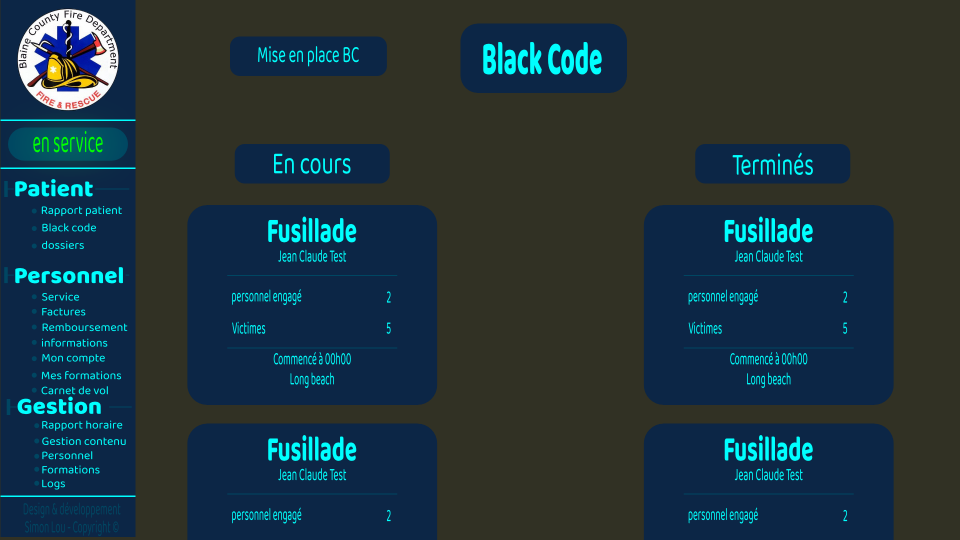 Blaine County Fire Department
FIRE & RESCUE
en service
Patient
Rapport patient
Black code
dossiers
Personnel
Service
Factures
Remboursement
informations
Mon compte
Mes formations
Carnet de vol
Gestion
Rapport horaire
Gestion contenu
Personnel
Formations
Logs
Design & développement
Simon Lou - Copyright ©
Mise en place BC
Black Code
En cours
Fusillade
Jean Claude Test
personnel engagé 2
Victimes 5
Commencé à 00h00
Long beach
Fusillade
Jean Claude Test
personnel engagé 2
Terminés
Fusillade
Jean Claude Test
personnel engagé 2
Victimes 5
Commencé à 00h00
Long beach
Fusillade
Jean Claude Test
personnel engagé 2